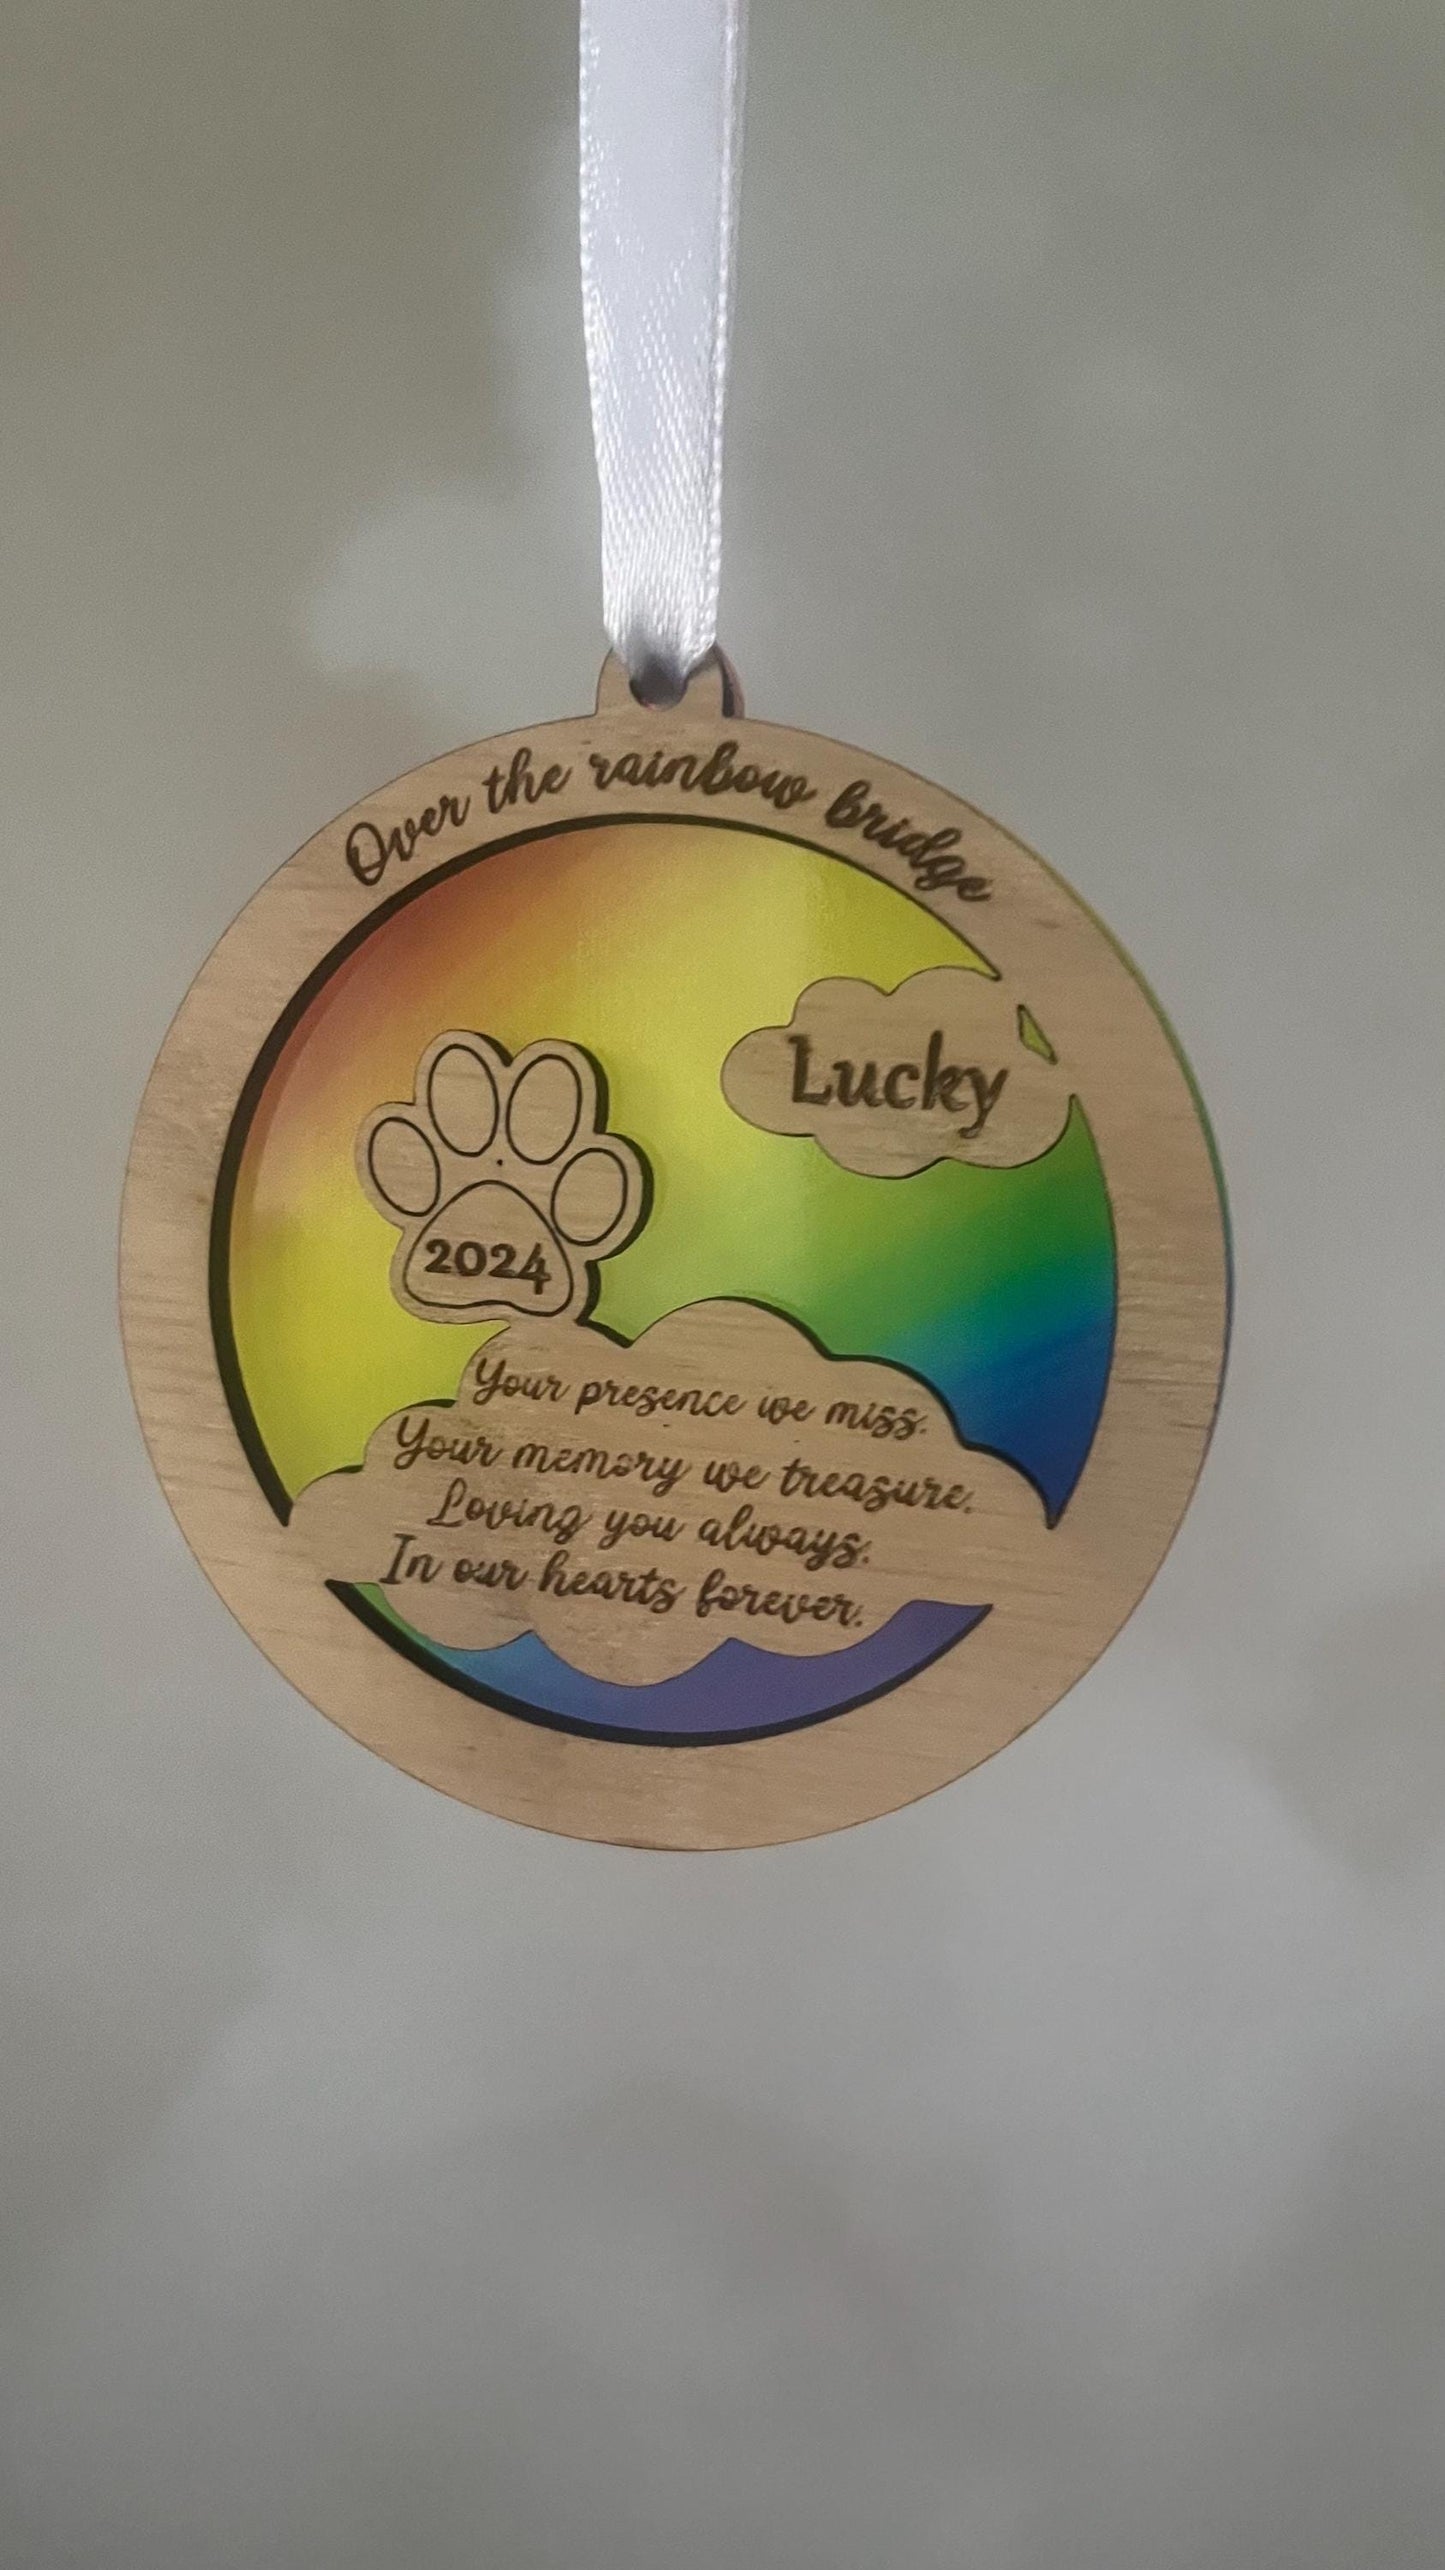 Over the rainbow bridge
Lucky
2024
Your presence we miss.
Your memory we treasure.
Loving you always.
In our hearts forever.